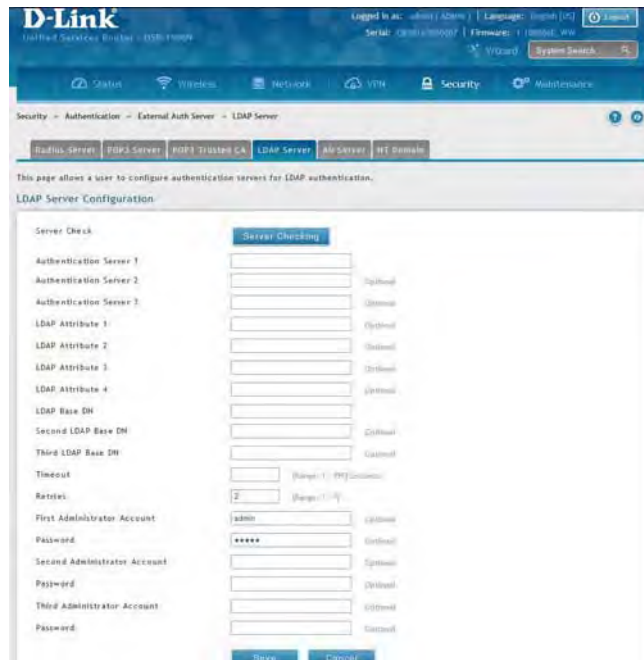 D-Link
Unified Services Router - DSR-1000N
Logged in as: admin ( ADMIN ) | Language: English [US]
Logout
Serial: | Firmware:
Wizard
System Search
Status
Wireless
Network
VPN
Security
Maintenance
Security » Authentication » External Auth Server » LDAP Server
Radius Server
POP3 Server
POP3 Trusted CA
LDAP Server
AD Server
NT Domain
This page allows a user to configure authentication servers for LDAP authentication.
LDAP Server Configuration
Server Check
Server Checking
Authentication Server 1
Authentication Server 2 Optional
Authentication Server 3 Optional
LDAP Attribute 1 Optional
LDAP Attribute 2 Optional
LDAP Attribute 3 Optional
LDAP Attribute 4 Optional
LDAP Base DN
Second LDAP Base DN Optional
Third LDAP Base DN Optional
Timeout [Range: 1 - 999] Seconds
Retries 2 [Range: 1 -
First Administrator Account admin Optional
Password ••••• Optional
Second Administrator Account Optional
Password Optional
Third Administrator Account Optional
Password Optional
Save
Cancel